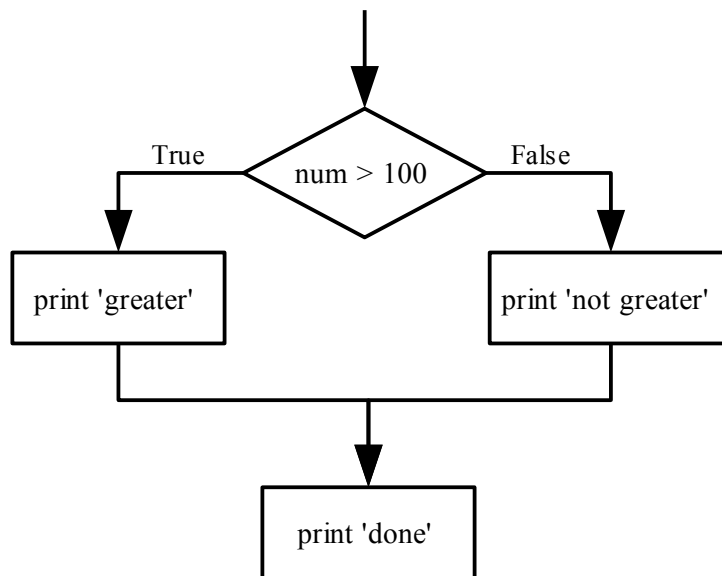 True
num > 100
False
print 'greater'
print 'not greater'
print 'done'